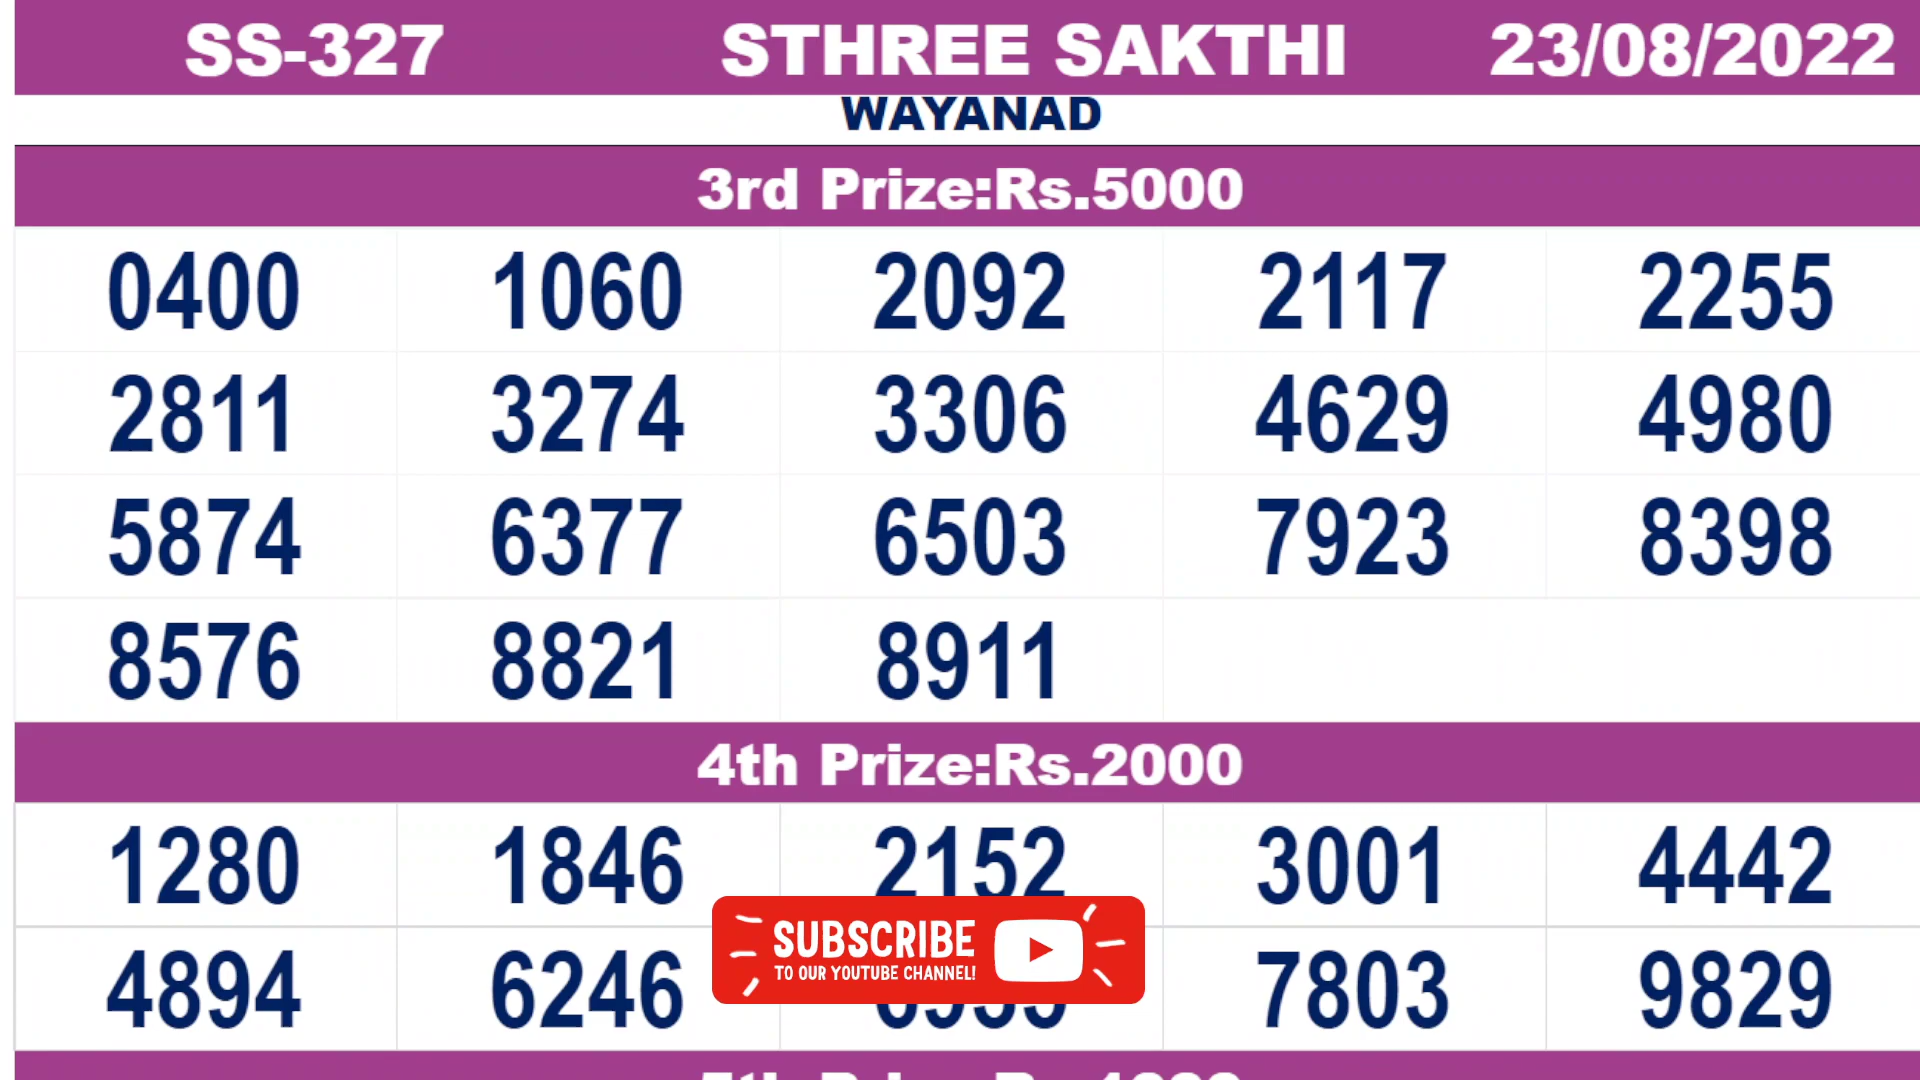 SS-327 STHREE SAKTHI 23/08/2022
WAYANAD
3rd Prize:Rs.5000
0400 1060 2092 2117 2255
2811 3274 3306 4629 4980
5874 6377 6503 7923 8398
8576 8821 8911
4th Prize:Rs.2000
1280 1846 2152 3001 4442
SUBSCRIBE
TO OUR YOUTUBE CHANNEL!
4894 6246 7803 9829